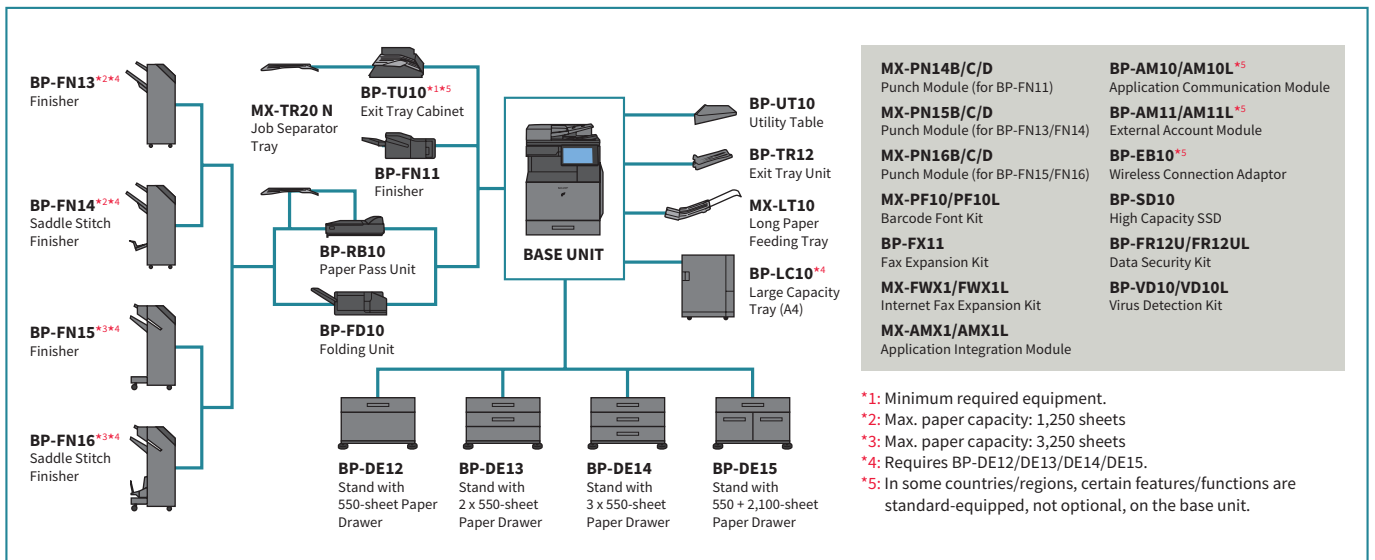 BP-FN13*2*4
Finisher
BP-FN14*2*4
Saddle Stitch
Finisher
BP-FN15*3*4
Finisher
BP-FN16*3*4
Saddle Stitch
Finisher
MX-TR20 N
Job Separator
Tray
BP-TU10*1*5
Exit Tray Cabinet
BP-FN11
Finisher
BP-RB10
Paper Pass Unit
BP-FD10
Folding Unit
BASE UNIT
BP-UT10
Utility Table
BP-TR12
Exit Tray Unit
MX-LT10
Long Paper
Feeding Tray
BP-LC10*4
Large Capacity
Tray (A4)
BP-DE12
Stand with
550-sheet Paper
Drawer
BP-DE13
Stand with
2 x 550-sheet
Paper Drawer
BP-DE14
Stand with
3 x 550-sheet
Paper Drawer
BP-DE15
Stand with
550 + 2,100-sheet
Paper Drawer
MX-PN14B/C/D
Punch Module (for BP-FN11)
MX-PN15B/C/D
Punch Module (for BP-FN13/FN14)
MX-PN16B/C/D
Punch Module (for BP-FN15/FN16)
MX-PF10/PF10L
Barcode Font Kit
BP-FX11
Fax Expansion Kit
MX-FWX1/FWX1L
Internet Fax Expansion Kit
MX-AMX1/AMX1L
Application Integration Module
BP-AM10/AM10L*5
Application Communication Module
BP-AM11/AM11L*5
External Account Module
BP-EB10*5
Wireless Connection Adaptor
BP-SD10
High Capacity SSD
BP-FR12U/FR12UL
Data Security Kit
BP-VD10/VD10L
Virus Detection Kit
*1: Minimum required equipment.
*2: Max. paper capacity: 1,250 sheets
*3: Max. paper capacity: 3,250 sheets
*4: Requires BP-DE12/DE13/DE14/DE15.
*5: In some countries/regions, certain features/functions are
standard-equipped, not optional, on the base unit.